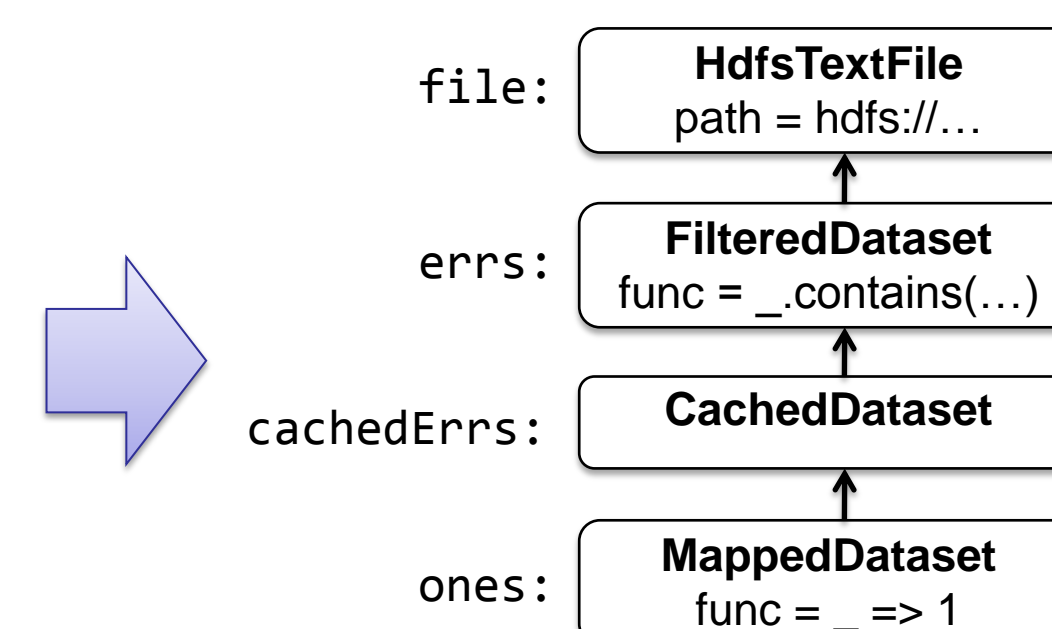 file:
HdfsTextFile
path = hdfs://…
errs:
FilteredDataset
func = _.contains(…)
cachedErrs:
CachedDataset
ones:
MappedDataset
func = _ => 1